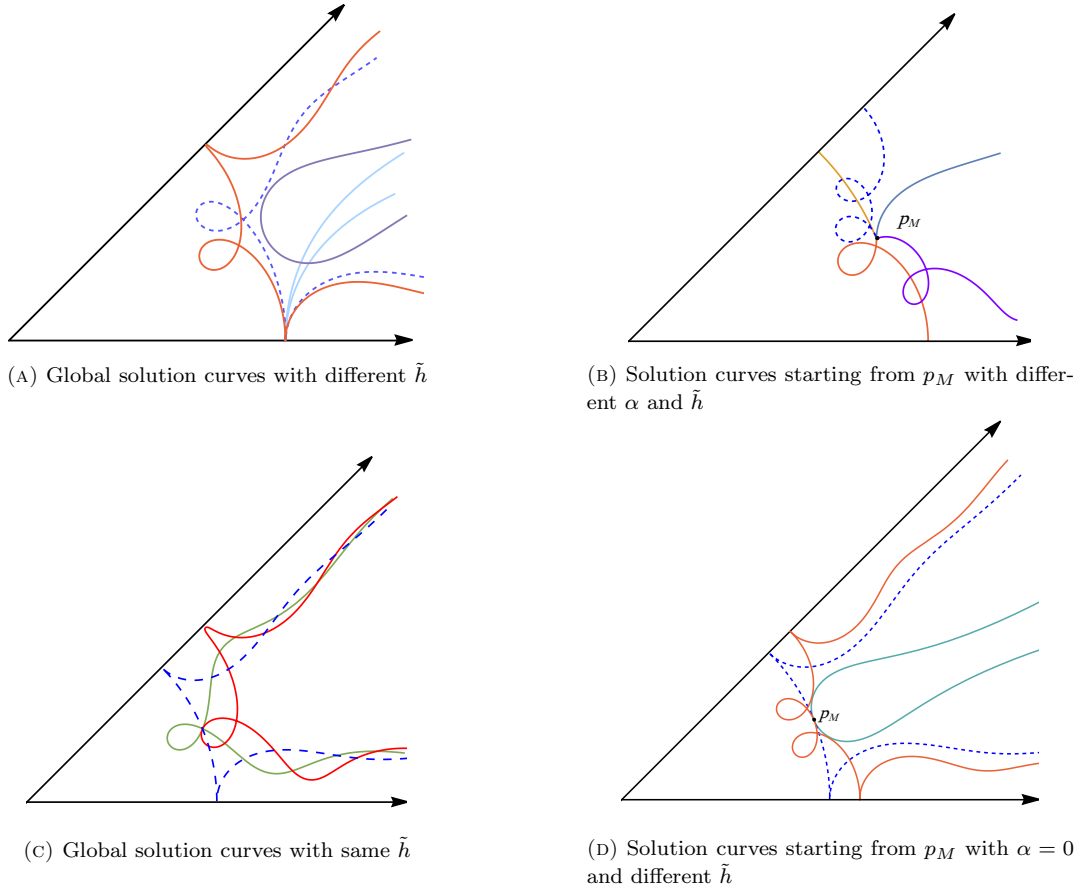 p_M
(A) Global solution curves with different h̃
(B) Solution curves starting from p_M with differ-
ent α and h̃
p_M
(C) Global solution curves with same h̃
(D) Solution curves starting from p_M with α = 0
and different h̃